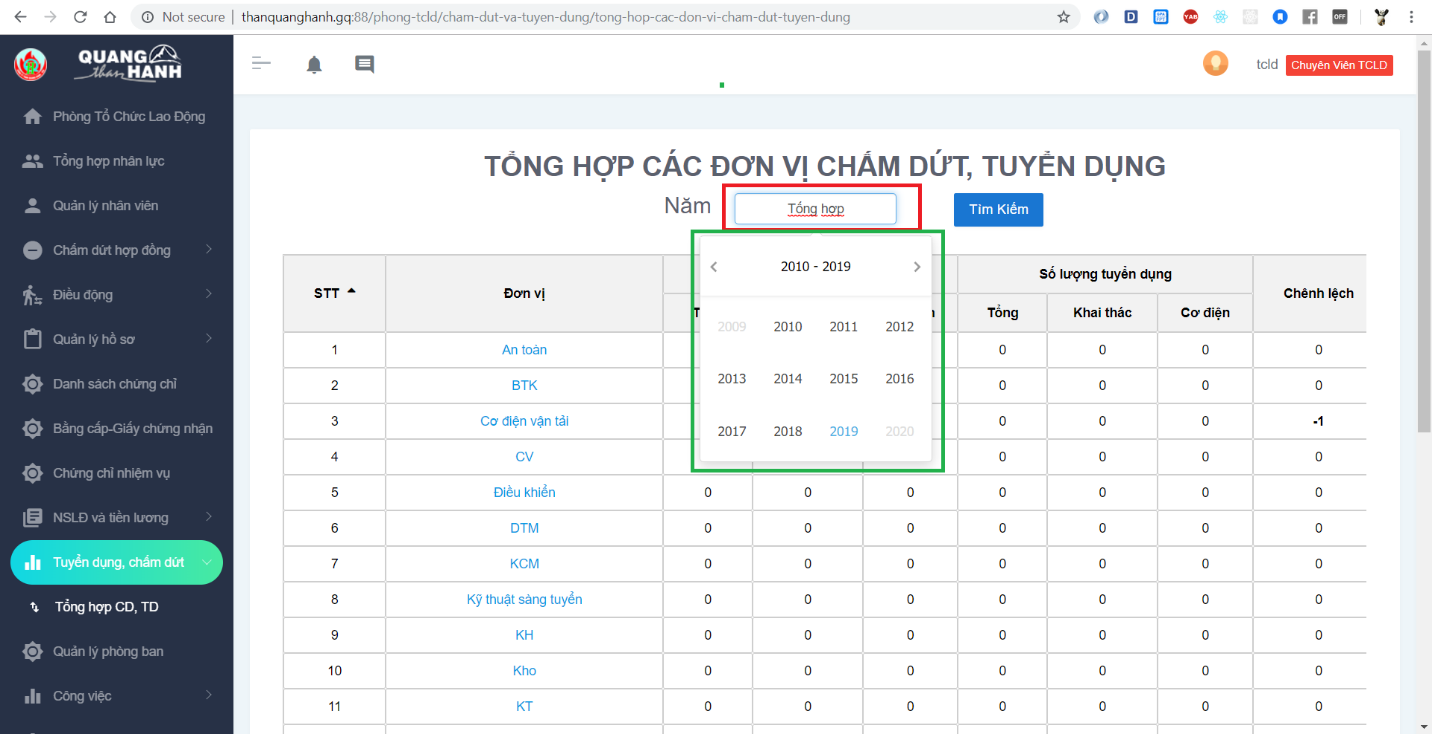 Not secure | thanquanghanh.gq:88/phong-tcld/cham-dut-va-tuyen-dung/tong-hop-cac-don-vi-cham-dut-tuyen-dung
D
YAB
OFF
QUANG
than HANH
tcld Chuyên Viên TCLD
Phòng Tổ Chức Lao Động
Tổng hợp nhân lực
Quản lý nhân viên
Chấm dứt hợp đồng
Điều động
Quản lý hồ sơ
Danh sách chứng chỉ
Bằng cấp-Giấy chứng nhận
Chứng chỉ nhiệm vụ
NSLĐ và tiền lương
Tuyển dụng, chấm dứt
Tổng hợp CD, TD
Quản lý phòng ban
Công việc
TỔNG HỢP CÁC ĐƠN VỊ CHẤM DỨT, TUYỂN DỤNG
Năm Tổng hợp Tìm Kiếm
2010 - 2019
2009 2010 2011 2012
2013 2014 2015 2016
2017 2018 2019 2020
STT Đơn vị Số lượng tuyển dụng Chênh lệch
Tổng Khai thác Cơ điện
1 An toàn 0 0 0 0
2 BTK 0 0 0 0
3 Cơ điện vận tải 0 0 0 -1
4 CV 0 0 0 0
5 Điều khiển 0 0 0 0 0 0 0
6 DTM 0 0 0 0 0 0 0
7 KCM 0 0 0 0 0 0 0
8 Kỹ thuật sàng tuyển 0 0 0 0 0 0 0
9 KH 0 0 0 0 0 0 0
10 Kho 0 0 0 0 0 0 0
11 KT 0 0 0 0 0 0 0